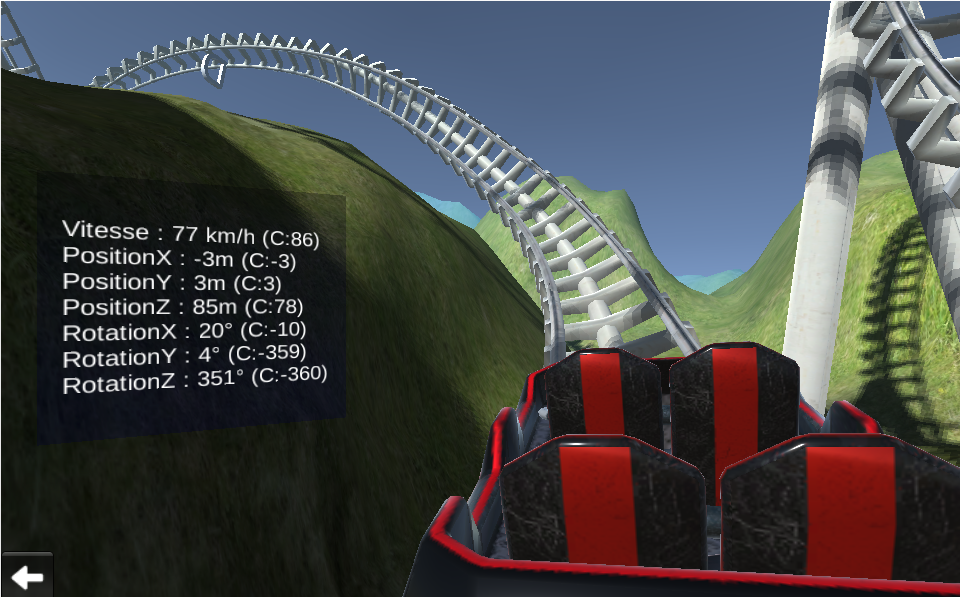 Vitesse : 77 km/h (C:86)
PositionX : -3m (C:-3)
PositionY : 3m (C:3)
PositionZ : 85m (C:78)
RotationX : 20° (C:-10)
RotationY : 4° (C:-359)
RotationZ : 351° (C:-360)